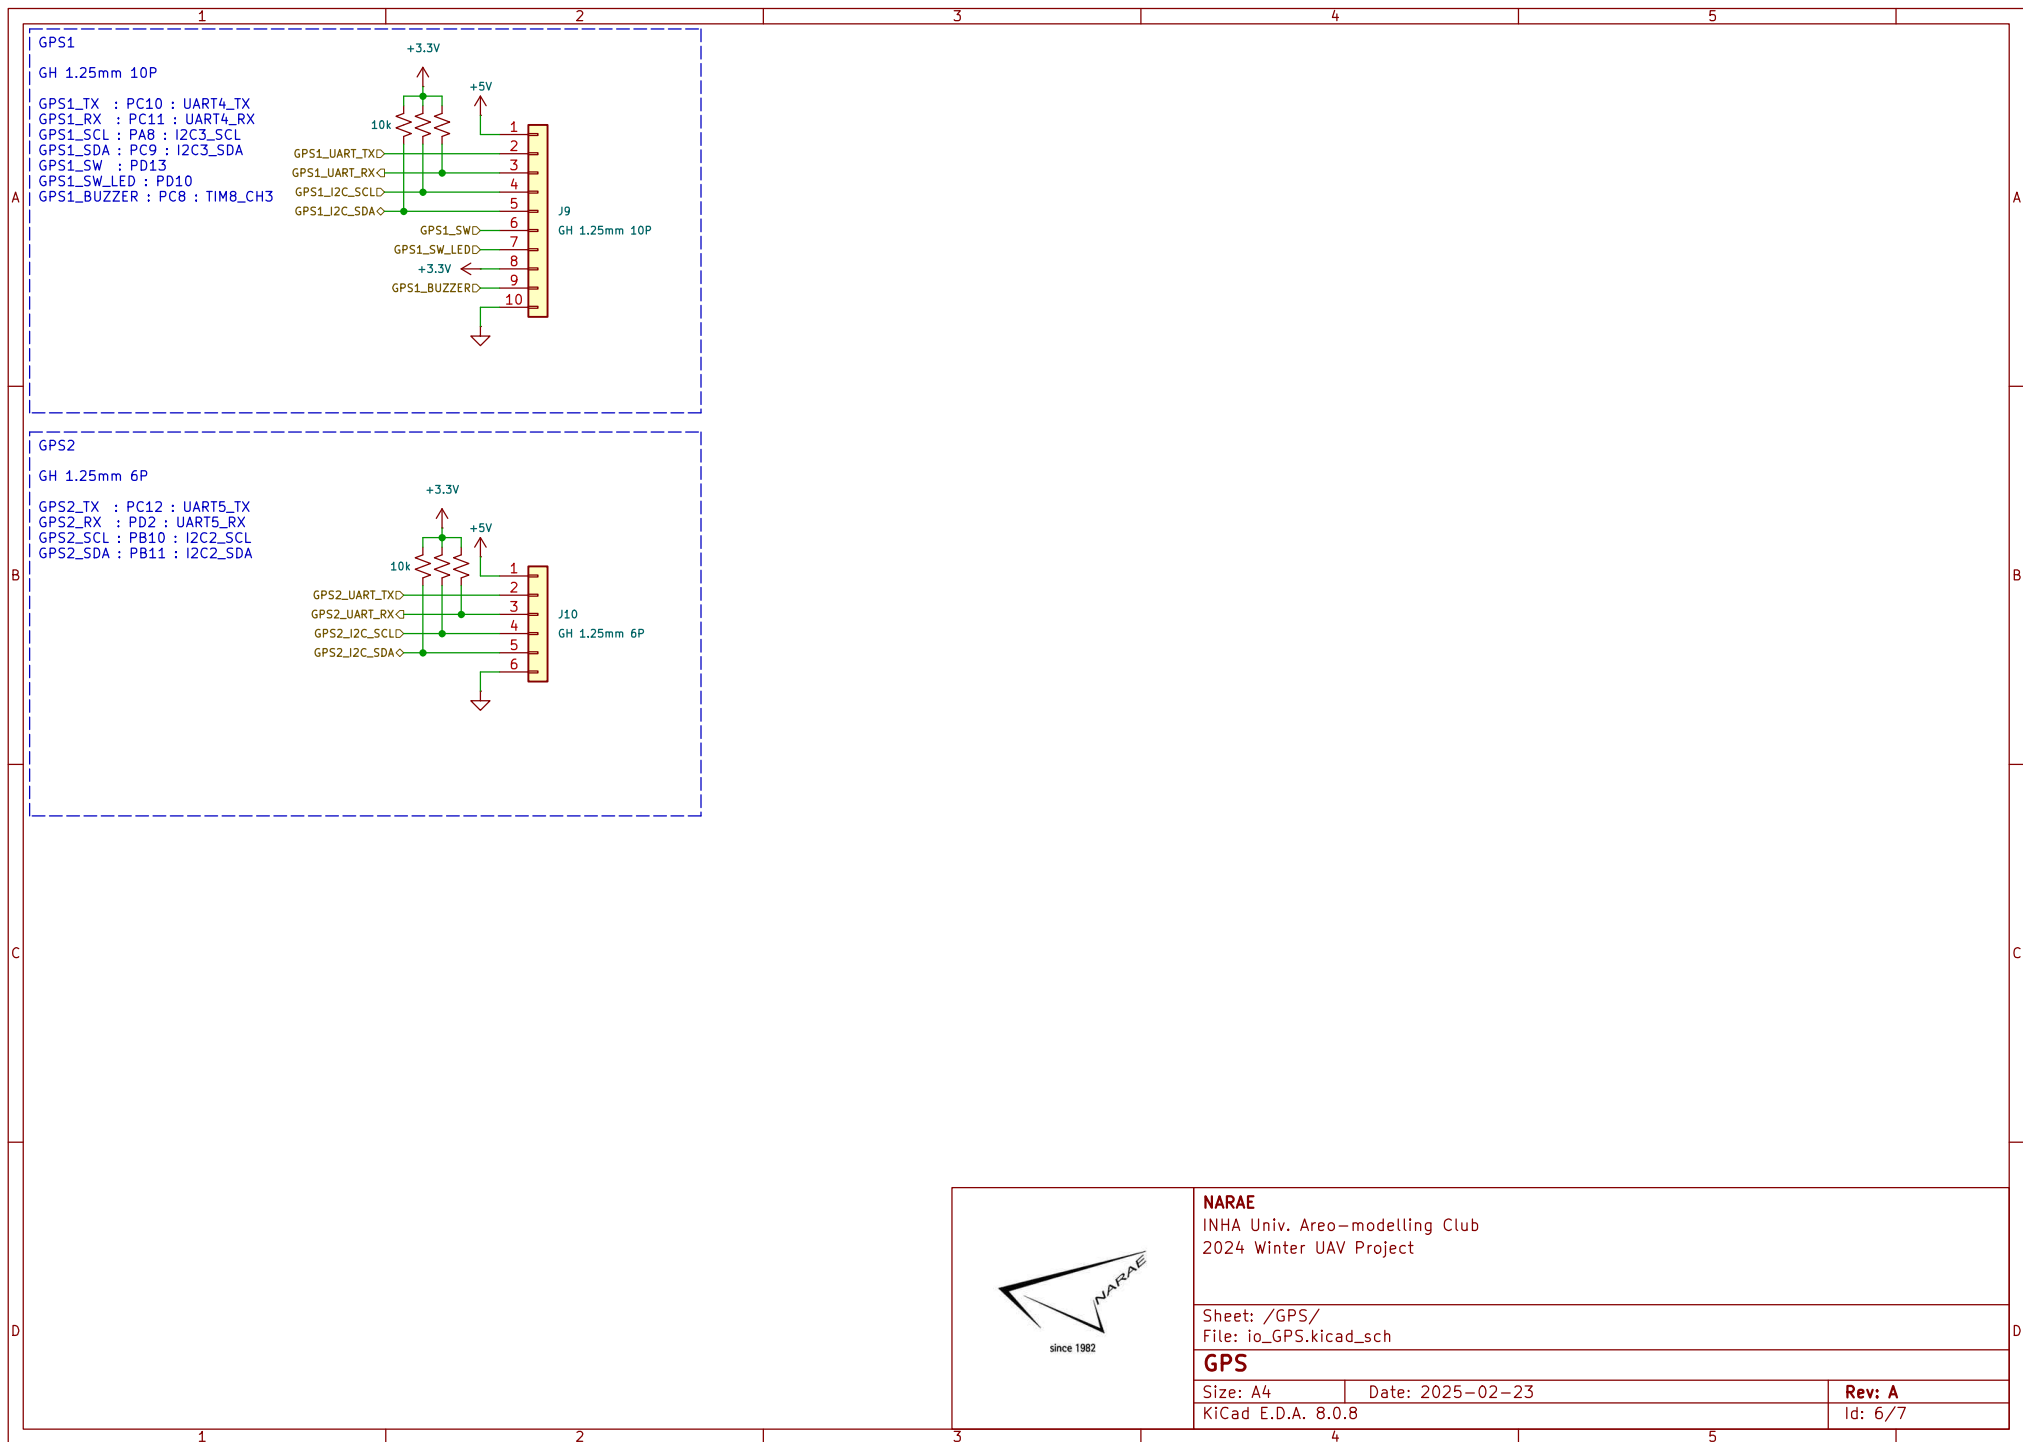 1 2 3 4 5
A A
B B
C C
D D
GPS1
GH 1.25mm 10P
GPS1_TX : PC10 : UART4_TX
GPS1_RX : PC11 : UART4_RX
GPS1_SCL : PA8 : I2C3_SCL
GPS1_SDA : PC9 : I2C3_SDA
GPS1_SW : PD13
GPS1_SW_LED : PD10
GPS1_BUZZER : PC8 : TIM8_CH3
+3.3V
+5V
10k
1
GPS1_UART_TX 2
GPS1_UART_RX 3
GPS1_I2C_SCL 4
GPS1_I2C_SDA 5
J9
GPS1_SW 6
GH 1.25mm 10P
GPS1_SW_LED 7
+3.3V 8
GPS1_BUZZER 9
10
GPS2
GH 1.25mm 6P
GPS2_TX : PC12 : UART5_TX
GPS2_RX : PD2 : UART5_RX
GPS2_SCL : PB10 : I2C2_SCL
GPS2_SDA : PB11 : I2C2_SDA
+3.3V
+5V
10k
1
GPS2_UART_TX 2
GPS2_UART_RX 3
J10
GPS2_I2C_SCL 4
GH 1.25mm 6P
GPS2_I2C_SDA 5
6
NARAE
since 1982
NARAE
INHA Univ. Areo-modelling Club
2024 Winter UAV Project
Sheet: /GPS/
File: io_GPS.kicad_sch
GPS
Size: A4 Date: 2025-02-23 Rev: A
KiCad E.D.A. 8.0.8 Id: 6/7
1 2 3 4 5